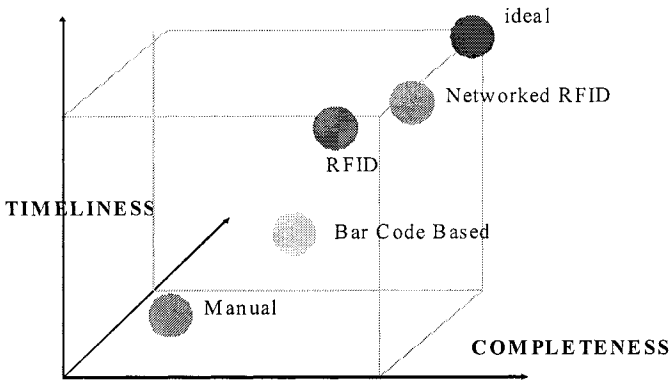 ideal
Networked RFID
RFID
TIMELINESS
Bar Code Based
Manual
COMPLETENESS